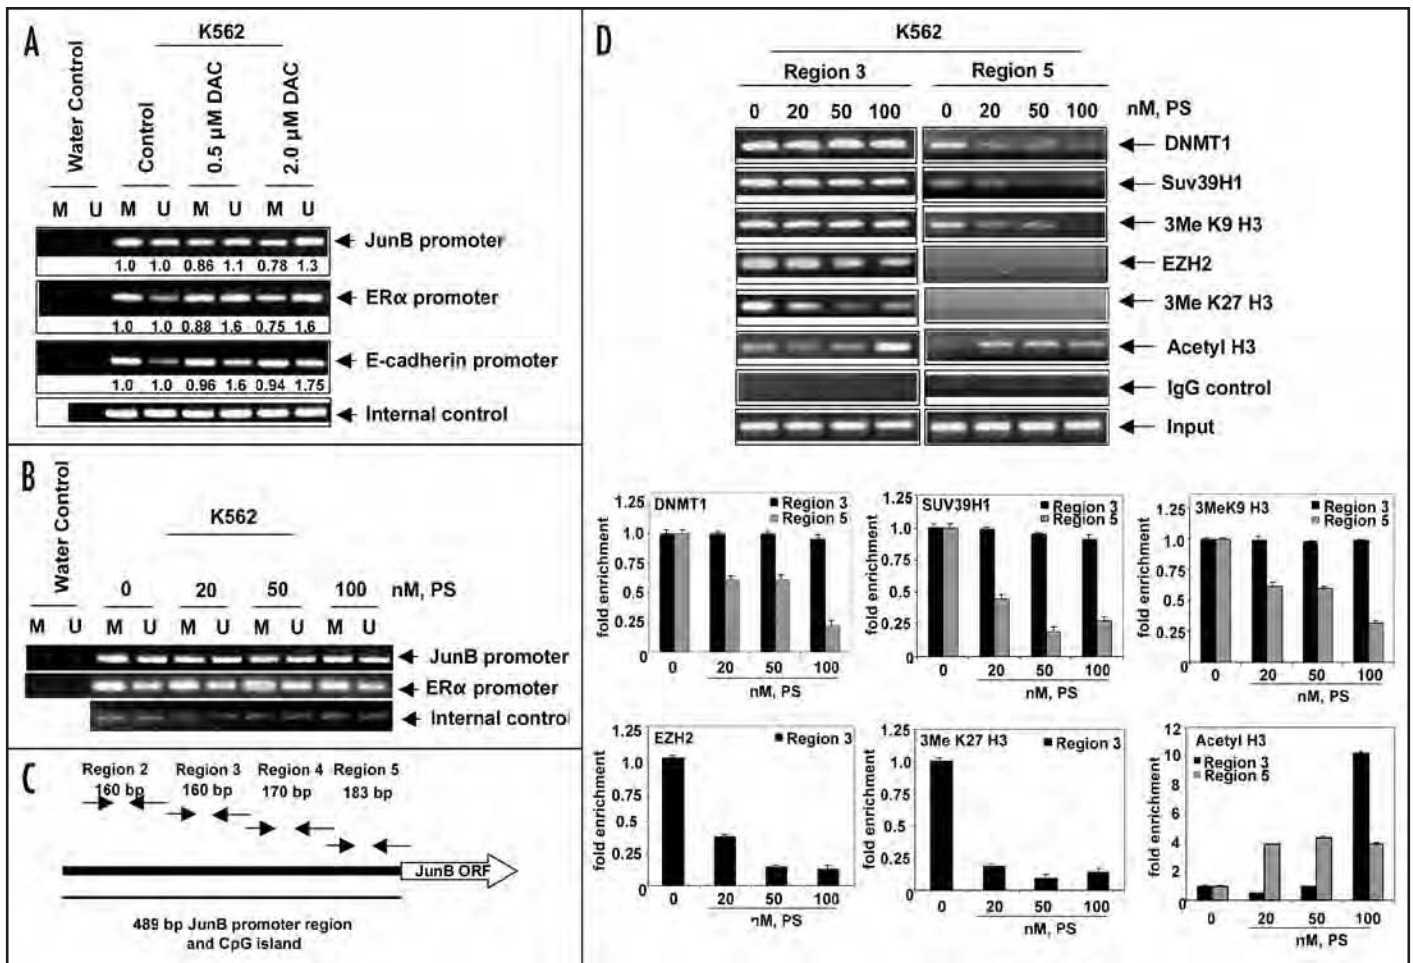 A
K562
Water Control
Control
0.5 µM DAC
2.0 µM DAC
M U M U M U M U
JunB promoter
1.0 1.0 0.86 1.1 0.78 1.3
ERα promoter
1.0 1.0 0.88 1.6 0.75 1.6
E-cadherin promoter
1.0 1.0 0.96 1.6 0.94 1.75
Internal control
B
Water Control
K562
0 20 50 100 nM, PS
M U M U M U M U M U
JunB promoter
ERα promoter
Internal control
C
Region 2 Region 3 Region 4 Region 5
160 bp 160 bp 170 bp 183 bp
JunB ORF
489 bp JunB promoter region
and CpG island
D
K562
Region 3 Region 5
0 20 50 100 0 20 50 100 nM, PS
DNMT1
Suv39H1
3Me K9 H3
EZH2
3Me K27 H3
Acetyl H3
IgG control
Input
DNMT1
Region 3
Region 5
fold enrichment
1.25
1.0
0.5
0.25
0
0 20 50 100
nM, PS
SUV39H1
Region 3
Region 5
fold enrichment
1.25
1.0
0.5
0.25
0
0 20 50 100
nM, PS
3MeK9 H3
Region 3
Region 5
fold enrichment
1.25
1.0
0.5
0.25
0
0 20 50 100
nM, PS
EZH2
Region 3
fold enrichment
1.25
1.0
0.5
0.25
0
0 20 50 100
nM, PS
3Me K27 H3
Region 3
fold enrichment
1.25
1.0
0.5
0.25
0
0 20 50 100
nM, PS
Acetyl H3
Region 3
Region 5
fold enrichment
12
10
8
4
2
0
0 20 50 100
nM, PS